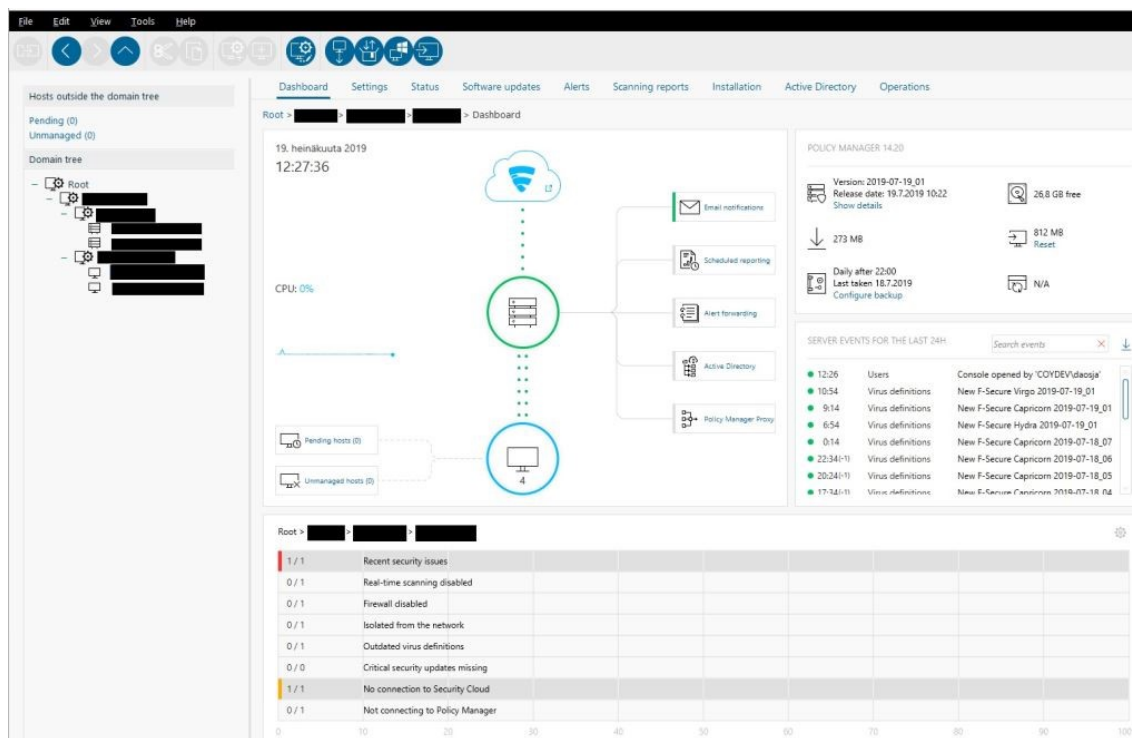 File Edit View Tools Help
Hosts outside the domain tree
Pending (0)
Unmanaged (0)
Domain tree
Root
Dashboard Settings Status Software updates Alerts Scanning reports Installation Active Directory Operations
Root > > > > Dashboard
19. heinäkuuta 2019
12:27:36
CPU: 0%
Email notifications
Scheduled reporting
Alert forwarding
Active Directory
Policy Manager Proxy
Pending hosts (0)
Unmanaged hosts (0)
4
POLICY MANAGER 14.20
Version: 2019-07-19_01
Release date: 19.7.2019 10:22
Show details
26,8 GB free
273 MB
812 MB
Reset
Daily after 22:00
Last taken 18.7.2019
Configure backup
N/A
SERVER EVENTS FOR THE LAST 24H
Search events
12:26 Users Console opened by 'COYDEV\daosja'
10:54 Virus definitions New F-Secure Virgo 2019-07-19_01
9:14 Virus definitions New F-Secure Capricorn 2019-07-19_01
6:54 Virus definitions New F-Secure Hydra 2019-07-19_01
0:14 Virus definitions New F-Secure Capricorn 2019-07-18_07
22:34(-1) Virus definitions New F-Secure Capricorn 2019-07-18_06
20:24(-1) Virus definitions New F-Secure Capricorn 2019-07-18_05
17:34(-1) Virus definitions New F-Secure Capricorn 2019-07-18_04
Root > > >
1 / 1 Recent security issues
0 / 1 Real-time scanning disabled
0 / 1 Firewall disabled
0 / 1 Isolated from the network
0 / 1 Outdated virus definitions
0 / 0 Critical security updates missing
1 / 1 No connection to Security Cloud
0 / 1 Not connecting to Policy Manager
0 10 20 30 40 50 60 70 80 90 100